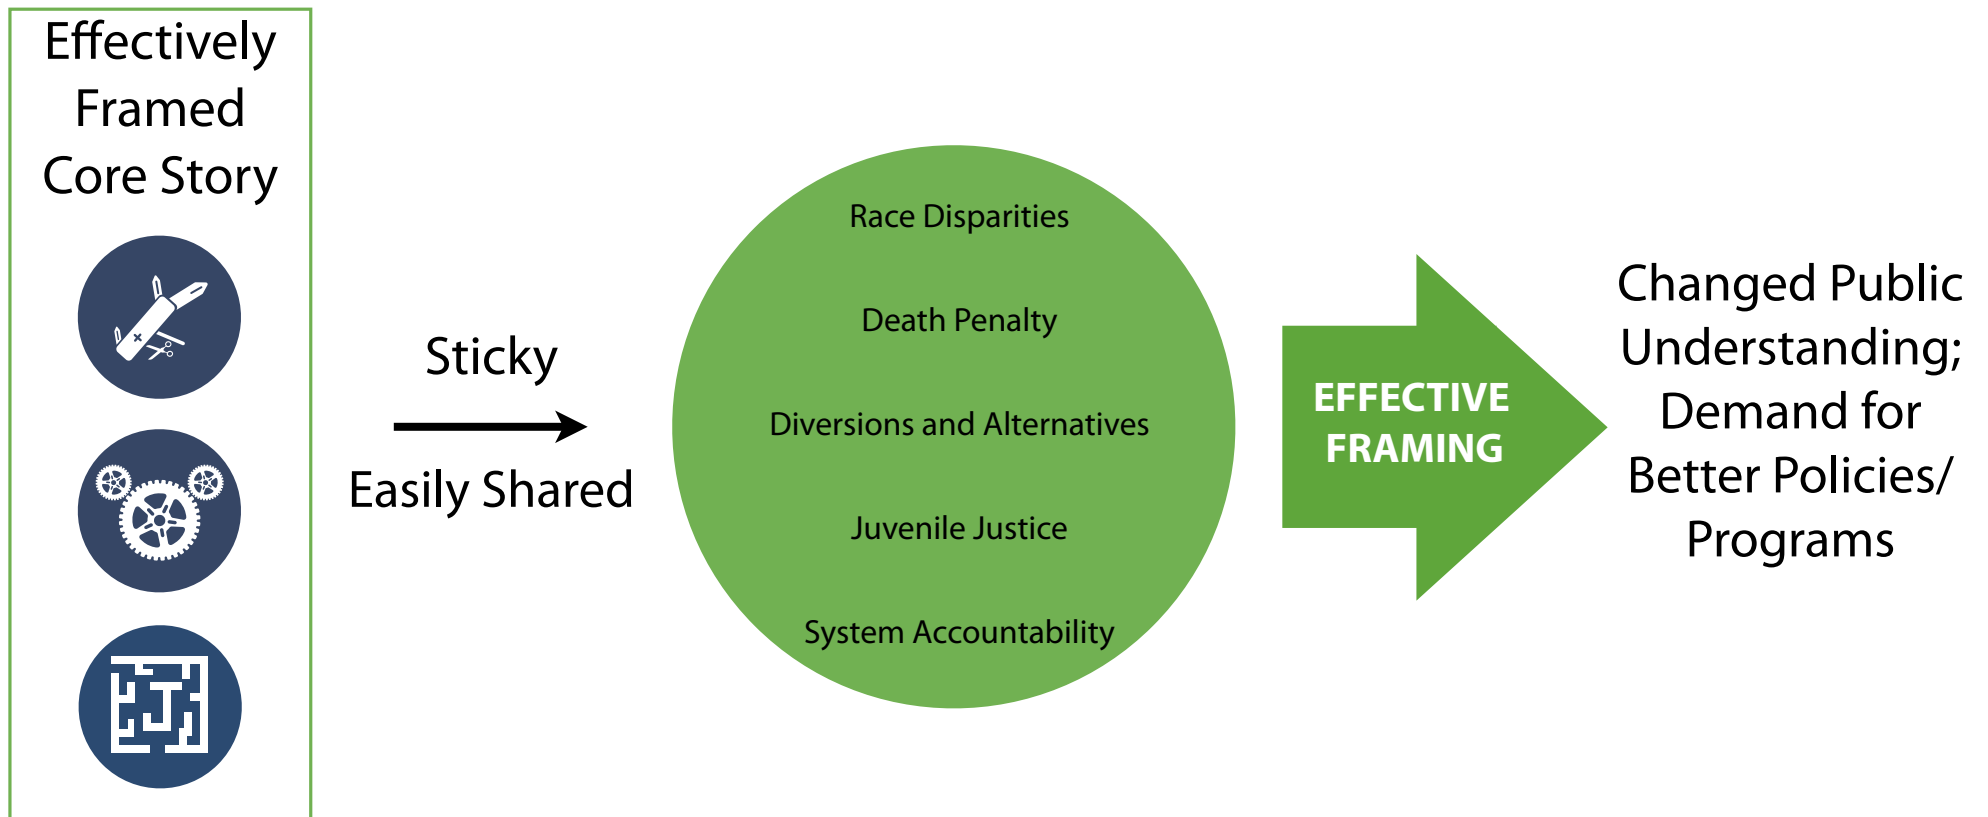 Effectively
Framed
Core Story
Sticky
Easily Shared
Race Disparities
Death Penalty
Diversions and Alternatives
Juvenile Justice
System Accountability
EFFECTIVE
FRAMING
Changed Public
Understanding;
Demand for
Better Policies/
Programs